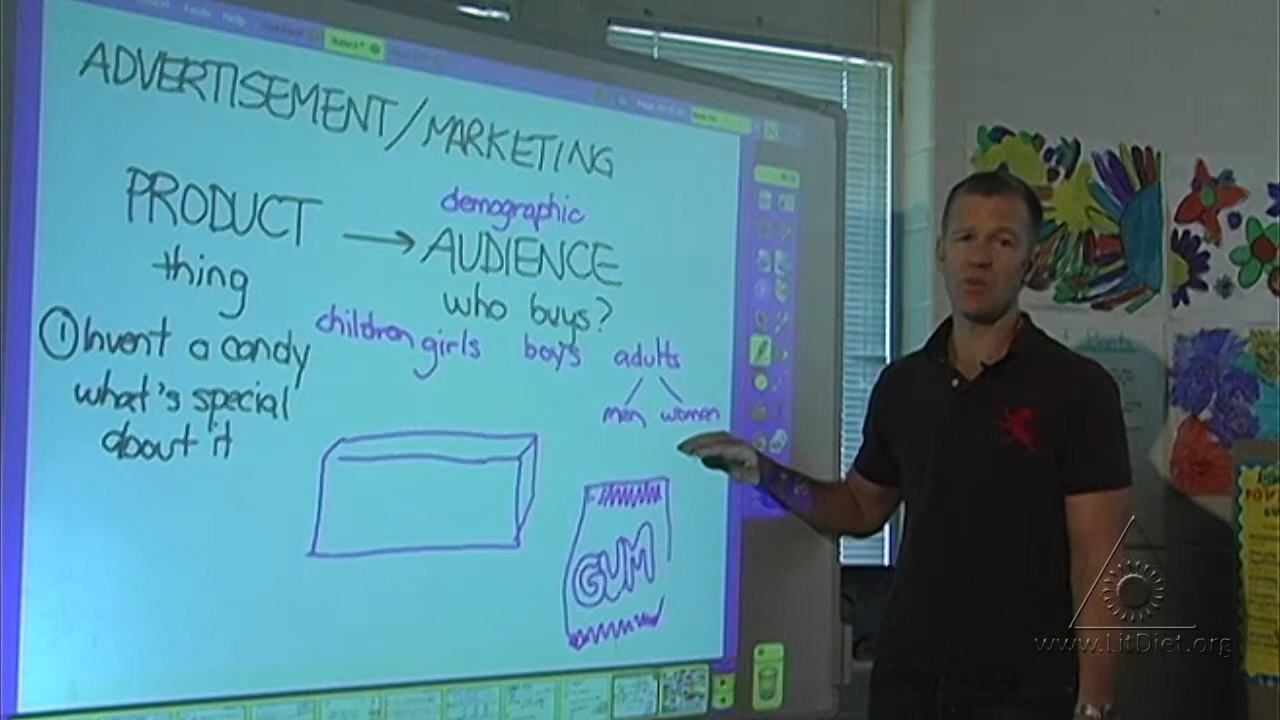 ADVERTISEMENT/MARKETING
PRODUCT → AUDIENCE
demographic
thing
who buys?
① Invent a candy
what's special
about it
children girls boys adults
men women
GUM
www.LitDiet.org